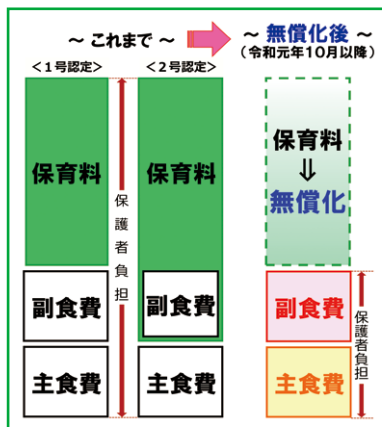 ～ これまで ～
～ 無償化後 ～
（令和元年10月以降）
＜１号認定＞
＜２号認定＞
保育料
副食費
主食費
保護者負担
保育料
副食費
主食費
保育料
⇓
無償化
副食費
主食費
保護者負担